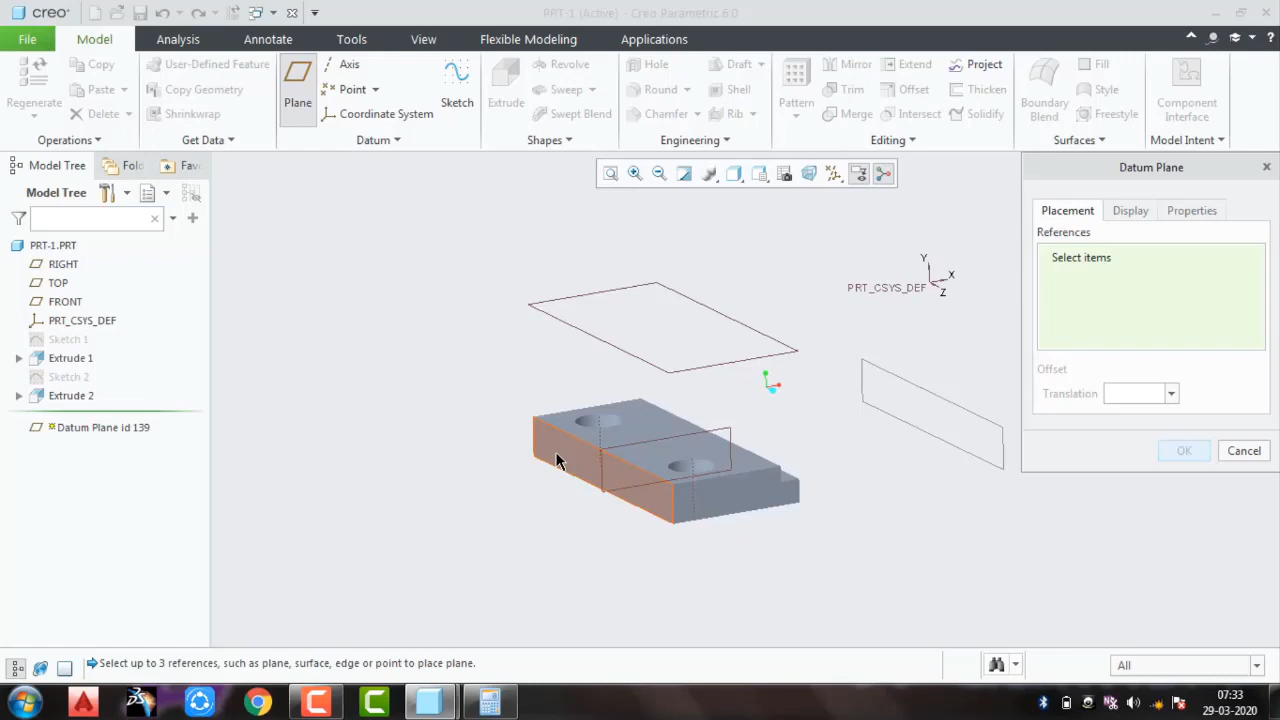 creo
PRT-1 (Active) - Creo Parametric 6.0
File Model Analysis Annotate Tools View Flexible Modeling Applications
Regenerate
Copy
Paste
Delete
Operations
User-Defined Feature
Copy Geometry
Shrinkwrap
Get Data
Plane
Axis
Point
Coordinate System
Sketch
Datum
Extrude
Revolve
Sweep
Swept Blend
Shapes
Hole
Round
Chamfer
Draft
Shell
Rib
Engineering
Pattern
Mirror
Trim
Merge
Extend
Offset
Intersect
Project
Thicken
Solidify
Editing
Boundary
Blend
Fill
Style
Freestyle
Surfaces
Component
Interface
Model Intent
Model Tree Fold Favo
Model Tree
PRT-1.PRT
RIGHT
TOP
FRONT
PRT_CSYS_DEF
Sketch 1
Extrude 1
Sketch 2
Extrude 2
Datum Plane id 139
Y
X
Z
PRT_CSYS_DEF
Datum Plane
Placement Display Properties
References
Select items
Offset
Translation
OK Cancel
Select up to 3 references, such as plane, surface, edge or point to place plane.
All
07:33
29-03-2020